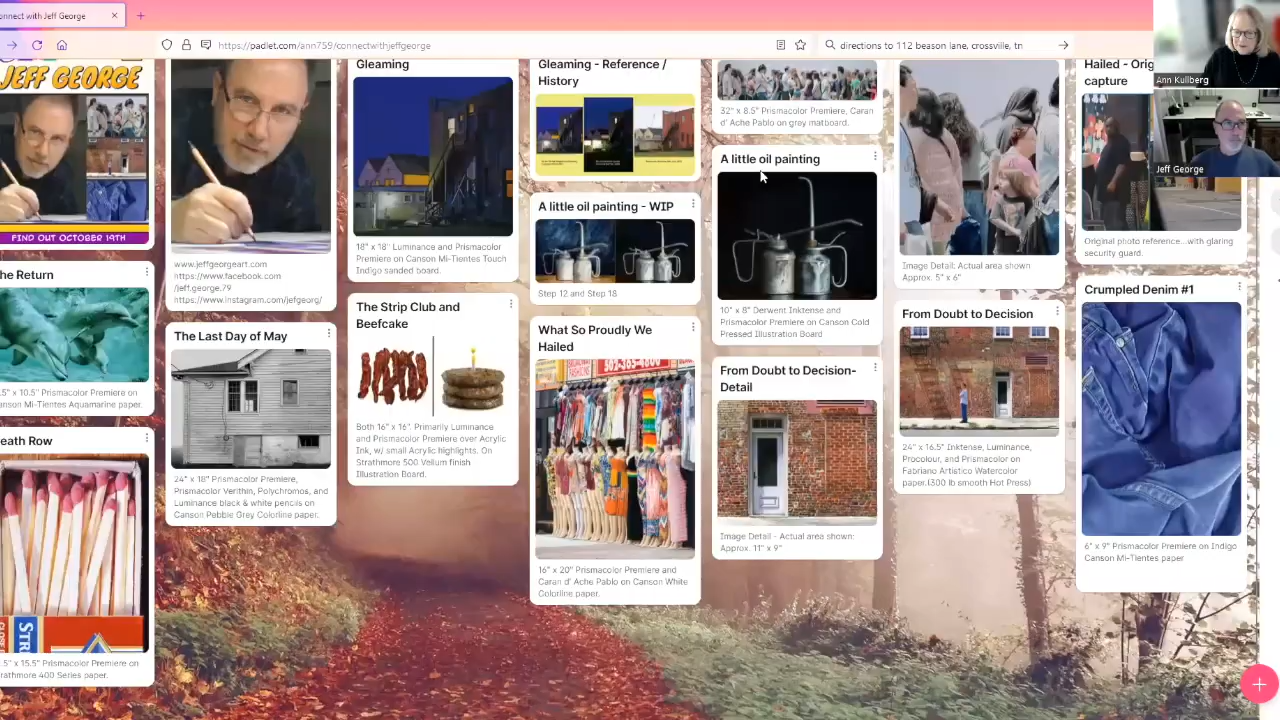 onnect with Jeff George
https://padlet.com/ann759/connectwithjeffgeorge
directions to 112 beason lane, crossville, tn
Ann Kullberg
Jeff George
JEFF GEORGE
FIND OUT OCTOBER 19TH
he Return
.5" x 10.5" Prismacolor Premiere on
anson Mi-Tientes Aquamarine paper.
eath Row
.5" x 15.5" Prismacolor Premiere on
rathmore 400 Series paper.
www.jeffgeorgeart.com
https://www.facebook.com
/jeff.george.79
https://www.instagram.com/jefgeorg/
The Last Day of May
24" x 18" Prismacolor Premiere,
Prismacolor Verithin, Polychromos, and
Luminance black & white pencils on
Canson Pebble Grey Colorline paper.
Gleaming
18" x 18" Luminance and Prismacolor
Premiere on Canson Mi-Tientes Touch
Indigo sanded board.
The Strip Club and
Beefcake
Both 16" x 16". Primarily Luminance
and Prismacolor Premiere over Acrylic
Ink, w/ small Acrylic highlights. On
Strathmore 500 Vellum finish
Illustration Board.
Gleaming - Reference /
History
A little oil painting - WIP
Step 12 and Step 18
What So Proudly We
Hailed
16" x 20" Prismacolor Premiere and
Caran d' Ache Pablo on Canson White
Colorline paper.
32" x 8.5" Prismacolor Premiere, Caran
d' Ache Pablo on grey matboard.
A little oil painting
10" x 8" Derwent Inktense and
Prismacolor Premiere on Canson Cold
Pressed Illustration Board
From Doubt to Decision-
Detail
Image Detail - Actual area shown:
Approx. 11" x 9"
Image Detail: Actual area shown
Approx. 5" x 6"
From Doubt to Decision
24" x 16.5" Inktense, Luminance,
Procolour, and Prismacolor on
Fabriano Artistico Watercolor
paper.(300 lb smooth Hot Press)
Hailed - Orig
capture
Original photo reference...with glaring
security guard.
Crumpled Denim #1
6" x 9" Prismacolor Premiere on Indigo
Canson Mi-Tientes paper